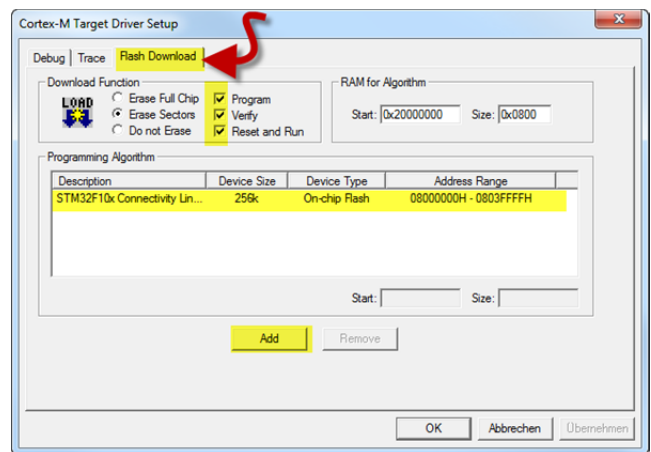 Cortex-M Target Driver Setup
Debug Trace Flash Download
Download Function
LOAD
Erase Full Chip
Erase Sectors
Do not Erase
Program
Verify
Reset and Run
RAM for Algorithm
Start: 0x20000000 Size: 0x0800
Programming Algorithm
Description Device Size Device Type Address Range
STM32F10x Connectivity Lin... 256k On-chip Flash 08000000H - 0803FFFFH
Start: Size:
Add Remove
OK Abbrechen Übernehmen